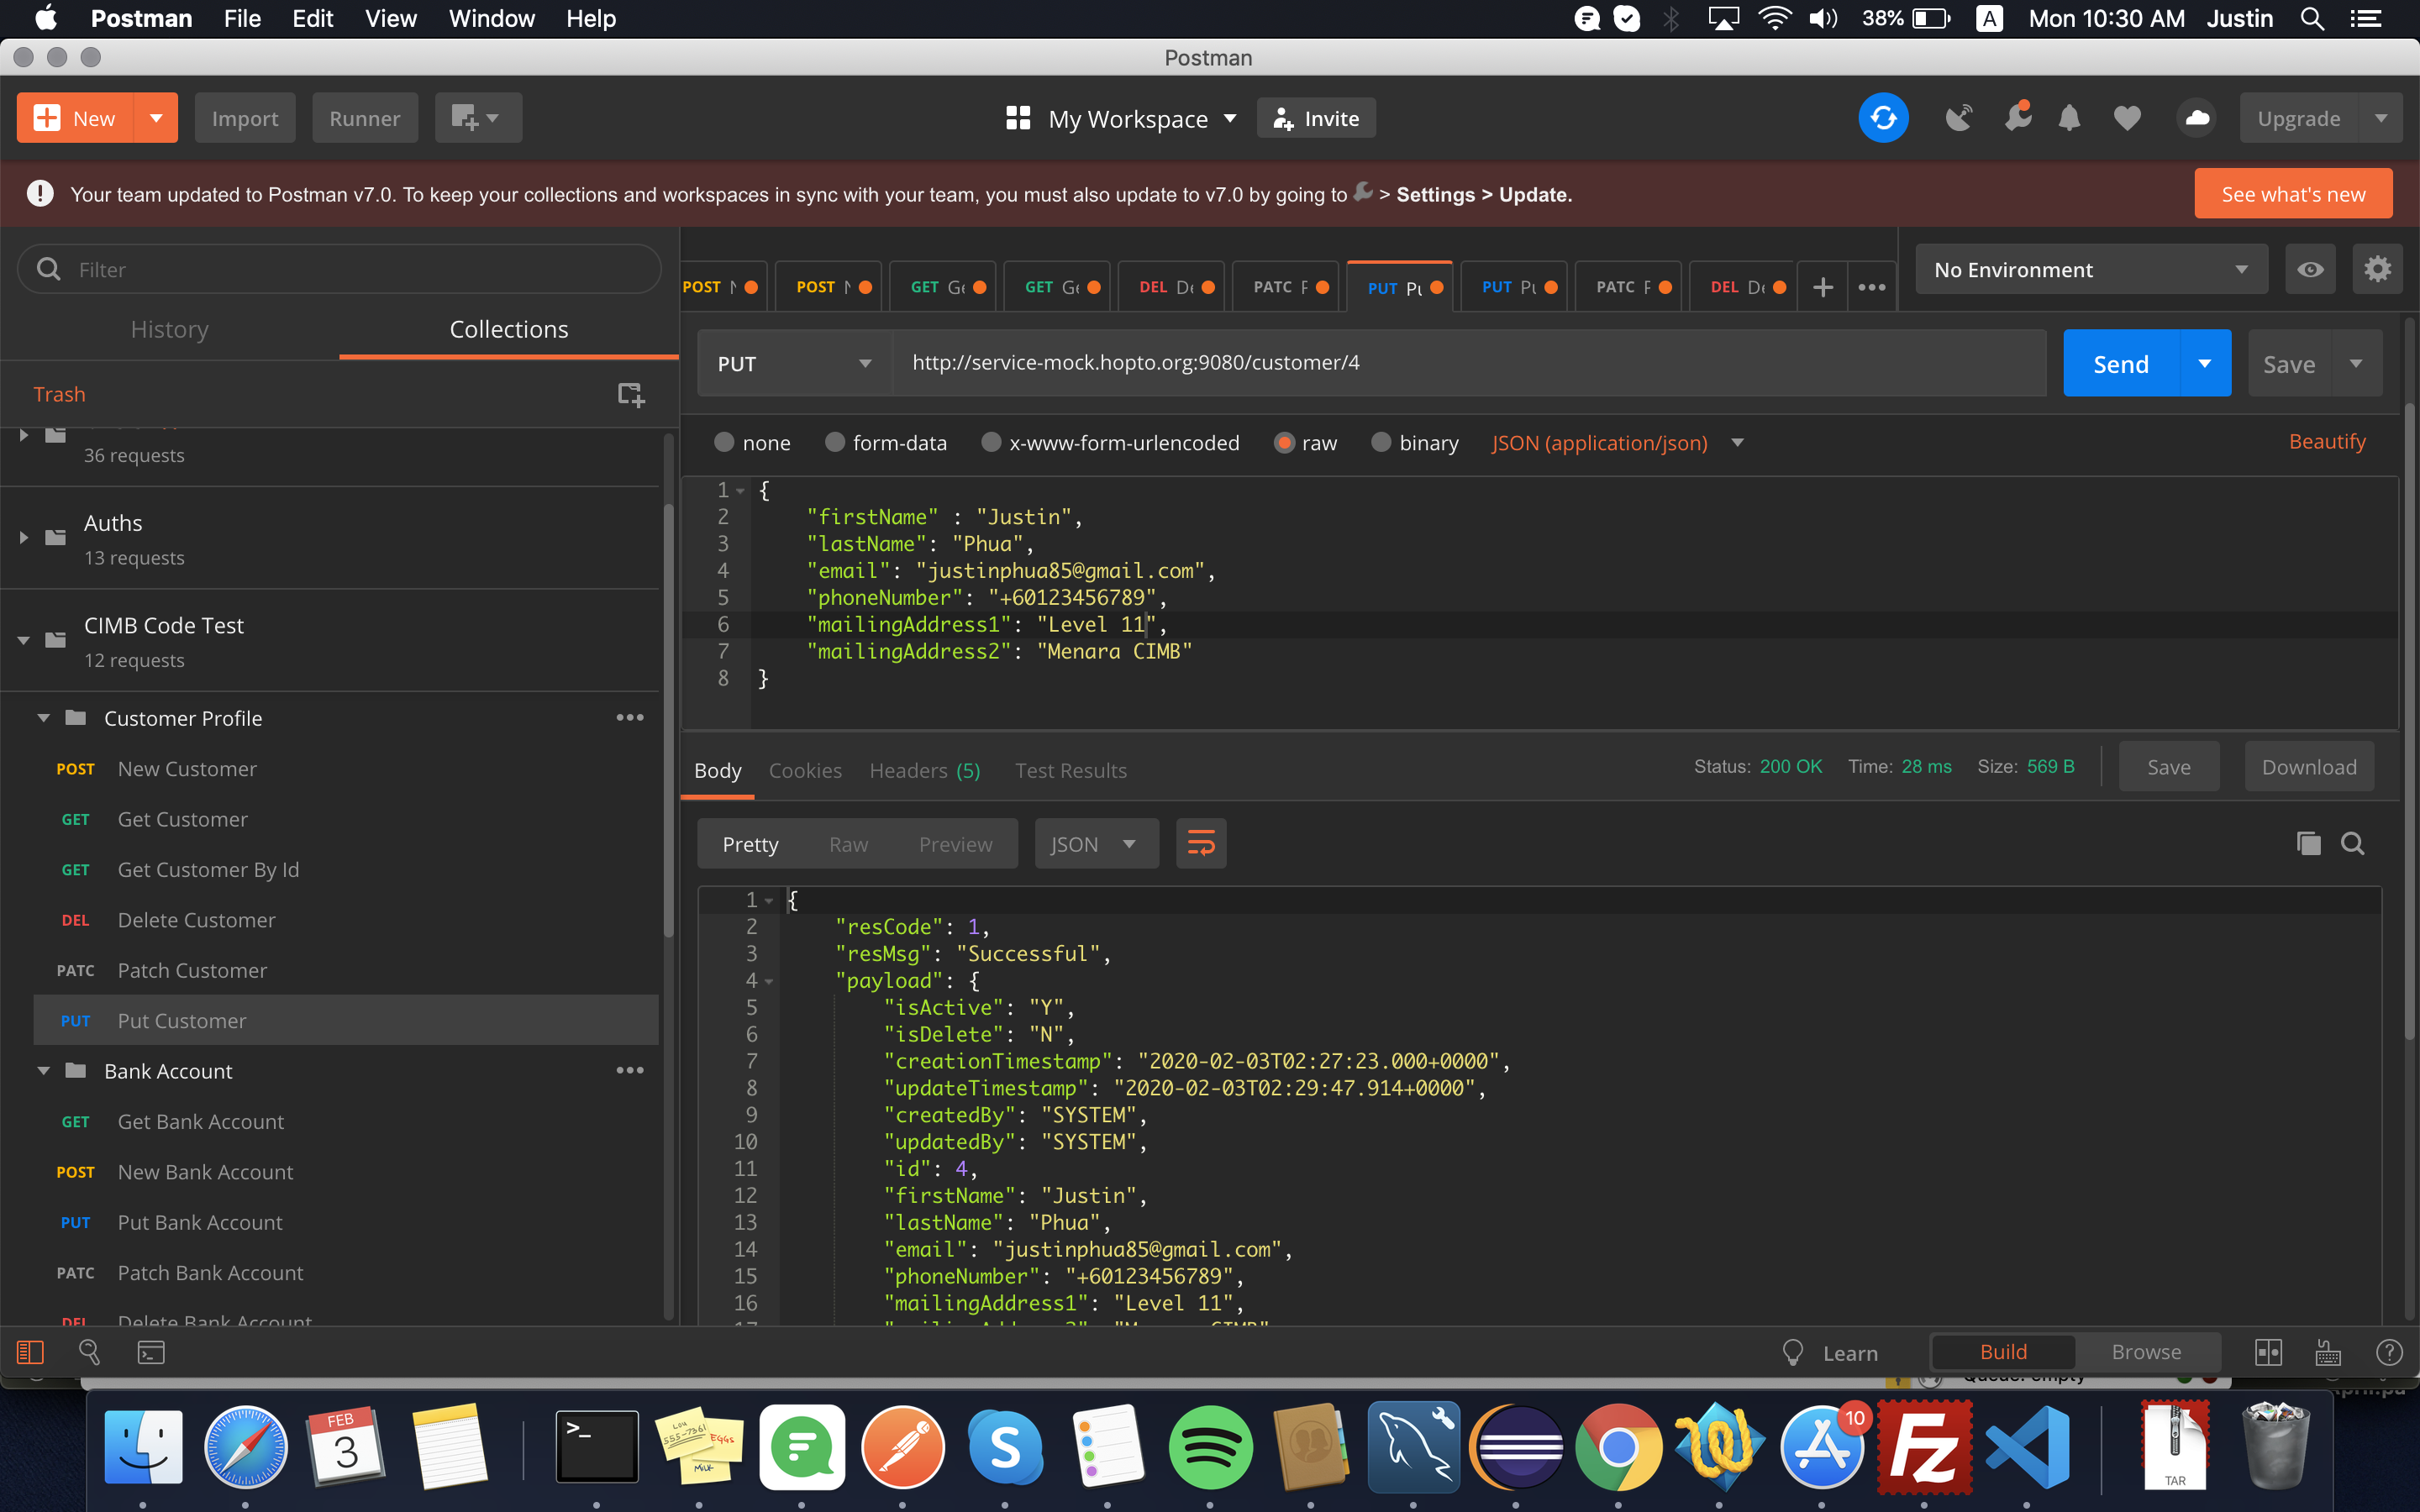 Postman File Edit View Window Help
38% A Mon 10:30 AM Justin
Postman
New Import Runner
My Workspace Invite
Upgrade
Your team updated to Postman v7.0. To keep your collections and workspaces in sync with your team, you must also update to v7.0 by going to > Settings > Update.
See what's new
Filter
History Collections
Trash
36 requests
Auths
13 requests
CIMB Code Test
12 requests
Customer Profile
POST New Customer
GET Get Customer
GET Get Customer By Id
DEL Delete Customer
PATC Patch Customer
PUT Put Customer
Bank Account
GET Get Bank Account
POST New Bank Account
PUT Put Bank Account
PATC Patch Bank Account
DEL Delete Bank Account
POST POST GET GET DEL PATC PUT PUT PATC DEL
No Environment
PUT http://service-mock.hopto.org:9080/customer/4
Send Save
none form-data x-www-form-urlencoded raw binary JSON (application/json)
Beautify
1 {
2 "firstName" : "Justin",
3 "lastName": "Phua",
4 "email": "justinphua85@gmail.com",
5 "phoneNumber": "+60123456789",
6 "mailingAddress1": "Level 11",
7 "mailingAddress2": "Menara CIMB"
8 }
Body Cookies Headers (5) Test Results
Status: 200 OK Time: 28 ms Size: 569 B
Save Download
Pretty Raw Preview JSON
1 {
2 "resCode": 1,
3 "resMsg": "Successful",
4 "payload": {
5 "isActive": "Y",
6 "isDelete": "N",
7 "creationTimestamp": "2020-02-03T02:27:23.000+0000",
8 "updateTimestamp": "2020-02-03T02:29:47.914+0000",
9 "createdBy": "SYSTEM",
10 "updatedBy": "SYSTEM",
11 "id": 4,
12 "firstName": "Justin",
13 "lastName": "Phua",
14 "email": "justinphua85@gmail.com",
15 "phoneNumber": "+60123456789",
16 "mailingAddress1": "Level 11",
Learn Build Browse
Queue: empty
FEB
3
10
TAR